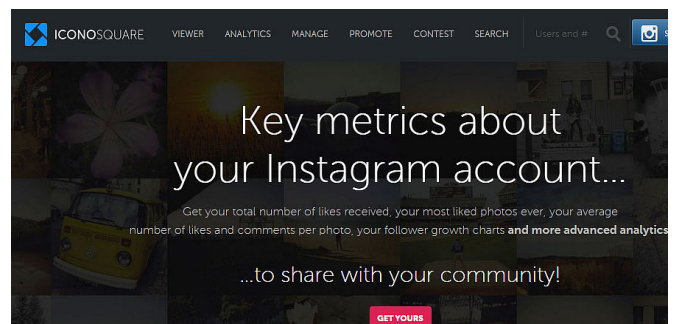 ICONOSQUARE
VIEWER ANALYTICS MANAGE PROMOTE CONTEST SEARCH Users and # S
Key metrics about
your Instagram account...
Get your total number of likes received, your most liked photos ever, your average
number of likes and comments per photo, your follower growth charts and more advanced analytics
...to share with your community!
GET YOURS